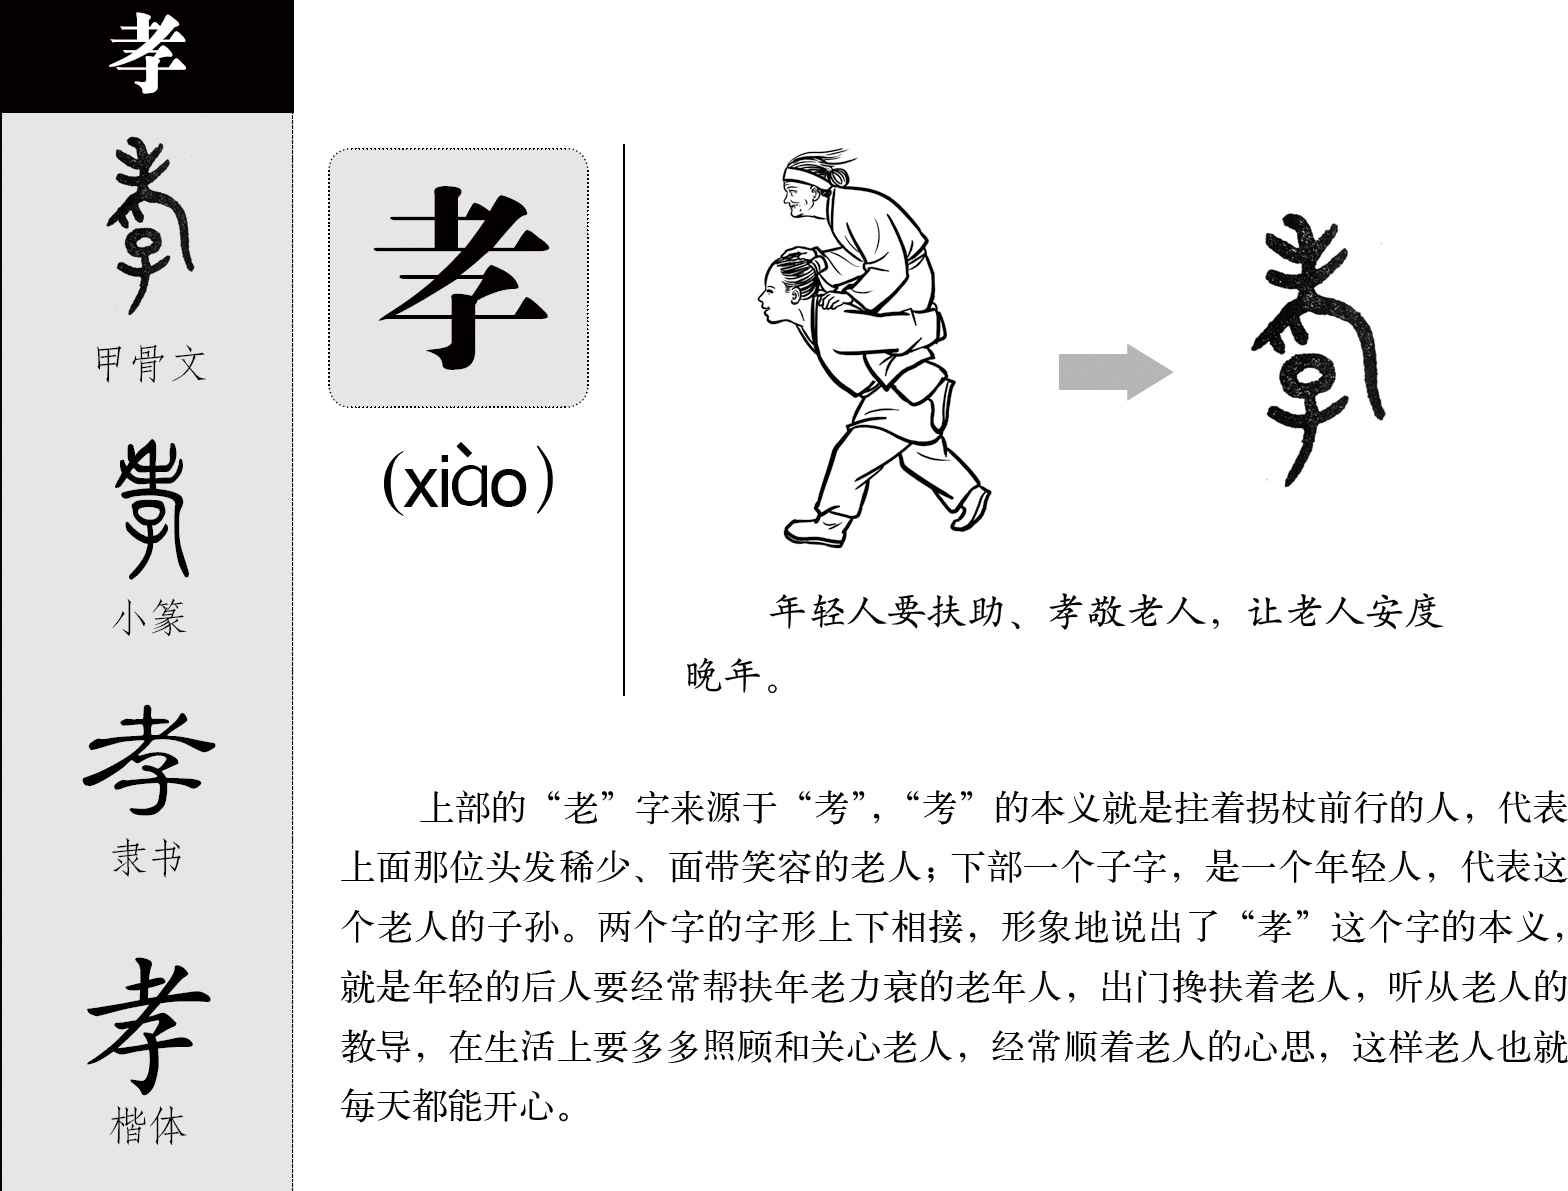 孝
孝
甲骨文
孝
小篆
孝
隶书
孝
楷体
孝
(xiào)
孝
年轻人要扶助、孝敬老人，让老人安度
晚年。
上部的“老”字来源于“考”，“考”的本义就是拄着拐杖前行的人，代表
上面那位头发稀少、面带笑容的老人；下部一个子字，是一个年轻人，代表这
个老人的子孙。两个字的字形上下相接，形象地说出了“孝”这个字的本义，
就是年轻的后人要经常帮扶年老力衰的老年人，出门搀扶着老人，听从老人的
教导，在生活上要多多照顾和关心老人，经常顺着老人的心思，这样老人也就
每天都能开心。